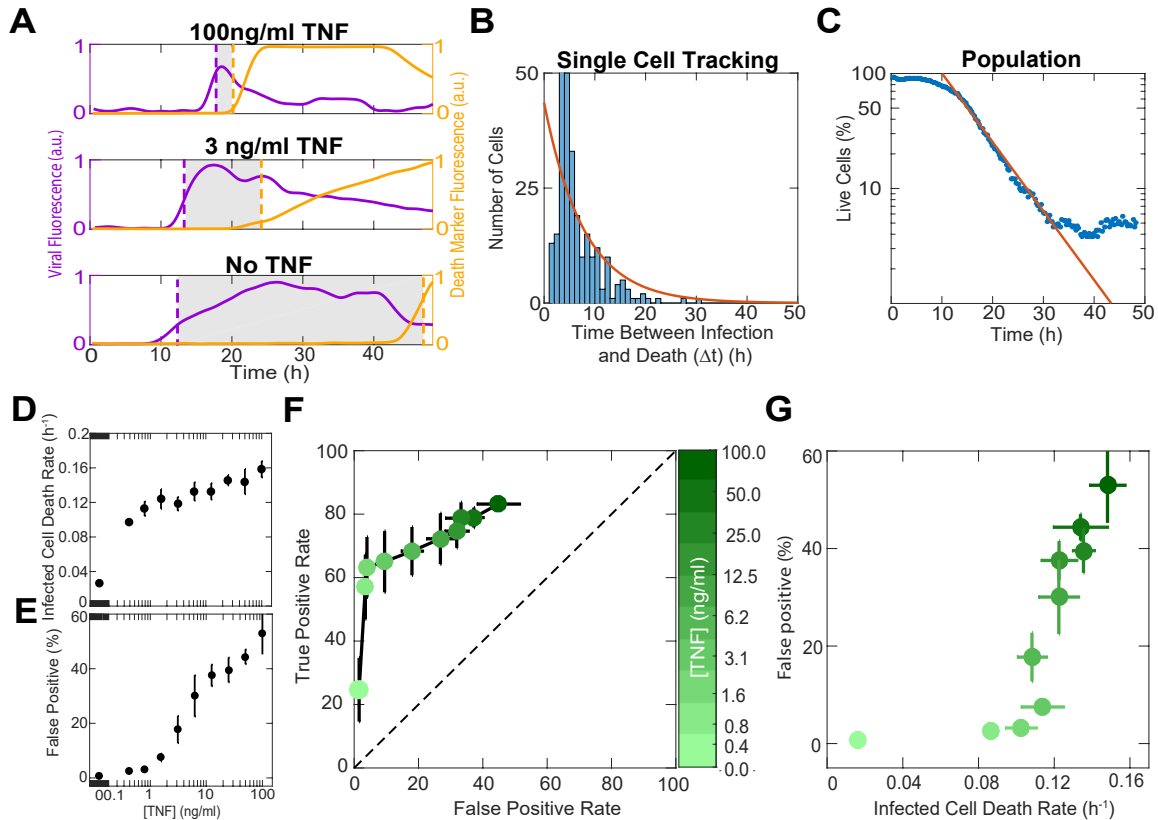 A
100ng/ml TNF
1
0
1
0
3 ng/ml TNF
1
0
1
0
No TNF
1
0
1
0
0
10
20
30
40
Time (h)
Viral Fluorescence (a.u.)
Death Marker Fluorescence (a.u.)
B
Single Cell Tracking
50
25
0
0
10
20
30
40
50
Number of Cells
Time Between Infection
and Death (Δt) (h)
C
Population
100
50
10
0
10
20
30
40
50
Live Cells (%)
Time (h)
D
Infected Cell Death Rate (h⁻¹)
0.2
0.16
0.12
0.08
0.04
0
E
False Positive (%)
60
40
20
0
0
0.1
1
10
100
[TNF] (ng/ml)
F
True Positive Rate
100
80
60
40
20
0
0
20
40
60
80
100
False Positive Rate
[TNF] (ng/ml)
100.0
50.0
25.0
12.5
6.2
3.1
1.6
0.8
0.4
0.0
G
False positive (%)
60
40
20
0
0
0.04
0.08
0.12
0.16
Infected Cell Death Rate (h⁻¹)